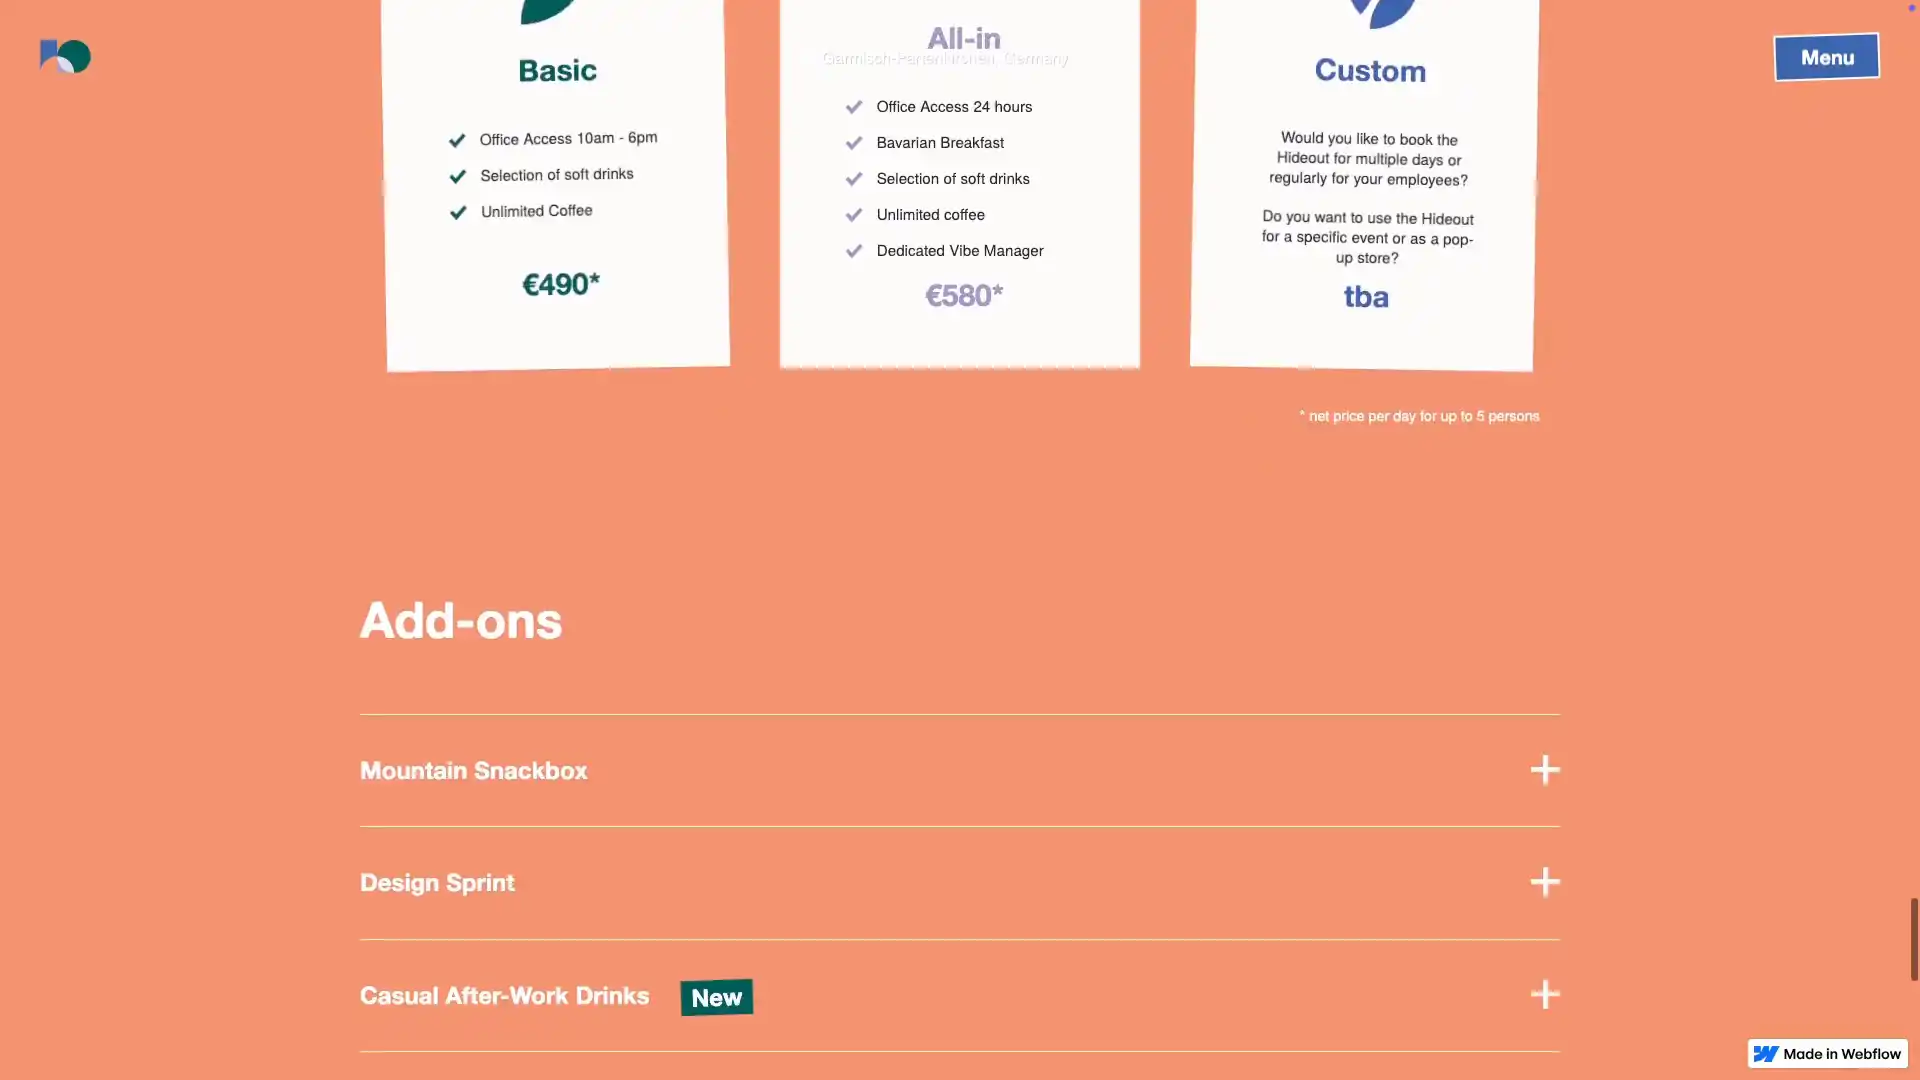 Menu
Basic
Office Access 10am - 6pm
Selection of soft drinks
Unlimited Coffee
€490*
All-in
Garmisch-Partenkirchen, Germany
Office Access 24 hours
Bavarian Breakfast
Selection of soft drinks
Unlimited coffee
Dedicated Vibe Manager
€580*
Custom
Would you like to book the
Hideout for multiple days or
regularly for your employees?
Do you want to use the Hideout
for a specific event or as a pop-
up store?
tba
* net price per day for up to 5 persons
Add-ons
Mountain Snackbox
Design Sprint
Casual After-Work Drinks New
Made in Webflow